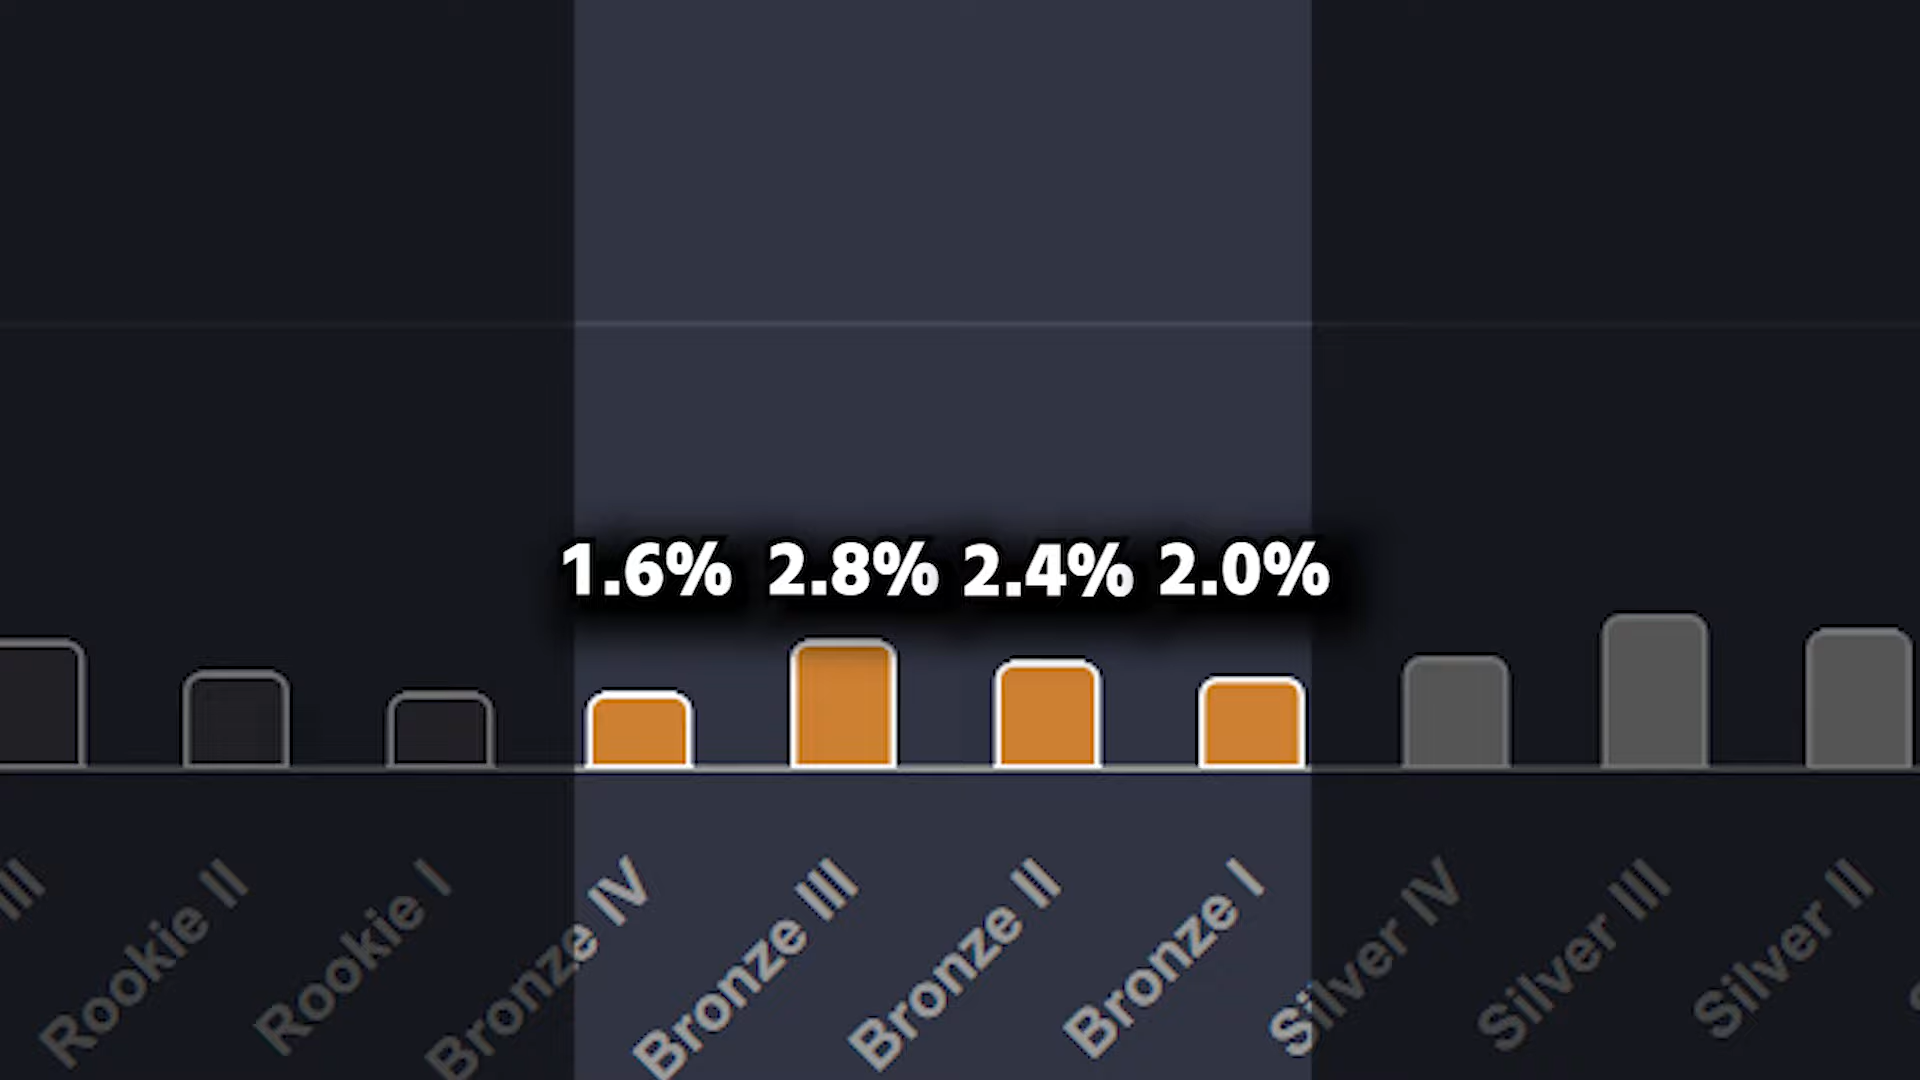 1.6% 2.8% 2.4% 2.0%
III
Rookie II
Rookie I
Bronze IV
Bronze III
Bronze II
Bronze I
Silver IV
Silver III
Silver II